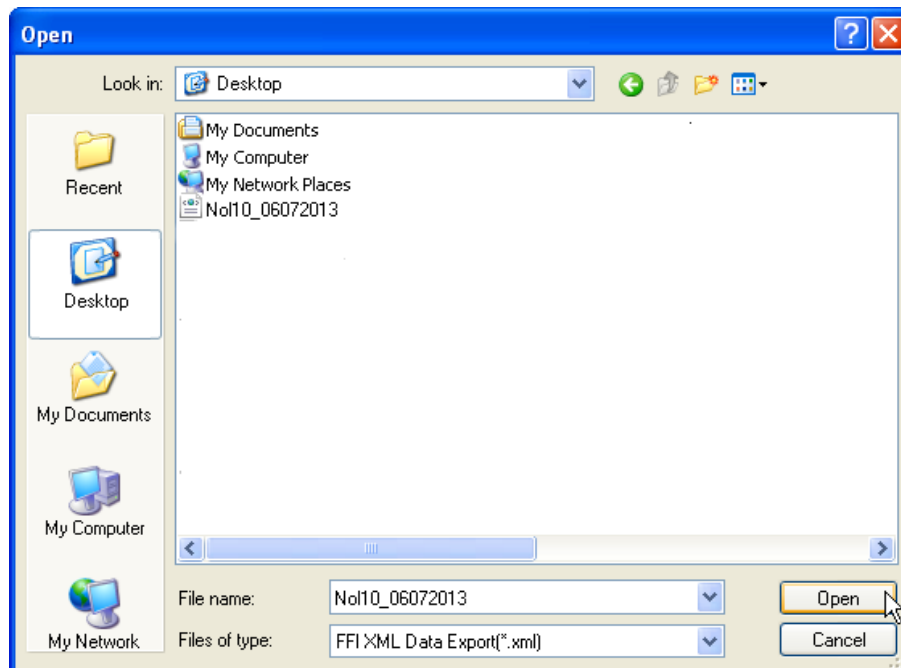 Open
Look in: Desktop
Recent
Desktop
My Documents
My Computer
My Network
My Documents
My Computer
My Network Places
Nol10_06072013
File name: Nol10_06072013 Open
Files of type: FFI XML Data Export(*.xml) Cancel